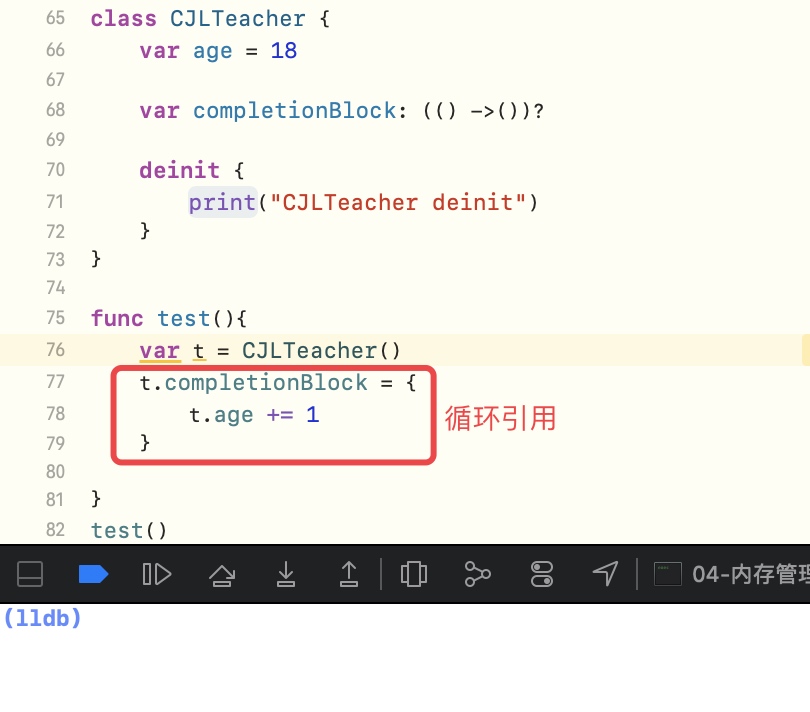 65 class CJLTeacher {
66 var age = 18
67
68 var completionBlock: (() ->())?
69
70 deinit {
71 print("CJLTeacher deinit")
72 }
73 }
74
75 func test(){
76 var t = CJLTeacher()
77 t.completionBlock = {
78 t.age += 1
循环引用
79 }
80
81 }
82 test()
04-内存管理
(lldb)